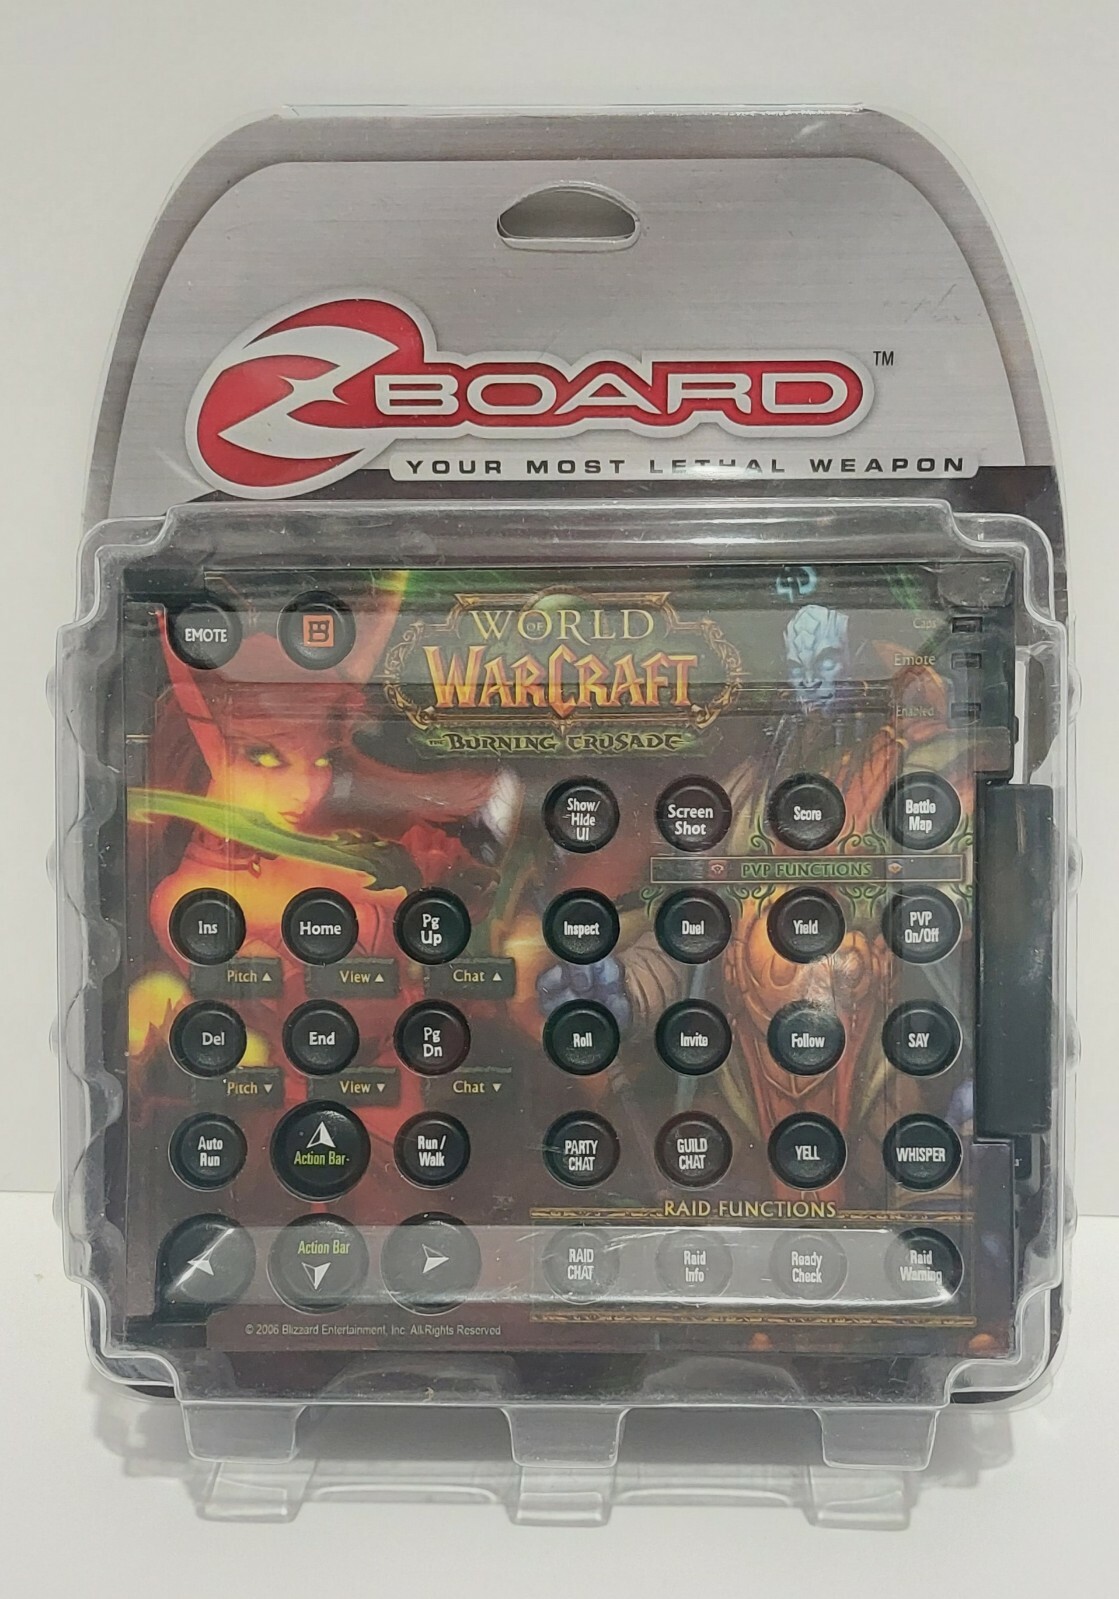 ZBOARD™
YOUR MOST LETHAL WEAPON
EMOTE
B
WORLD
OF
WARCRAFT
THE BURNING CRUSADE
Caps
Emote
Enabled
Show/
Hide
UI
Screen
Shot
Score
Battle
Map
PVP FUNCTIONS
Ins
Home
Pg
Up
Inspect
Duel
Yield
PVP
On/Off
Pitch ▲
View ▲
Chat ▲
Del
End
Pg
Dn
Roll
Invite
Follow
SAY
Pitch ▼
View ▼
Chat ▼
Auto
Run
Action Bar-
Run /
Walk
PARTY
CHAT
GUILD
CHAT
YELL
WHISPER
RAID FUNCTIONS
Action Bar
RAID
CHAT
Raid
Info
Ready
Check
Raid
Warning
© 2006 Blizzard Entertainment, Inc. All Rights Reserved